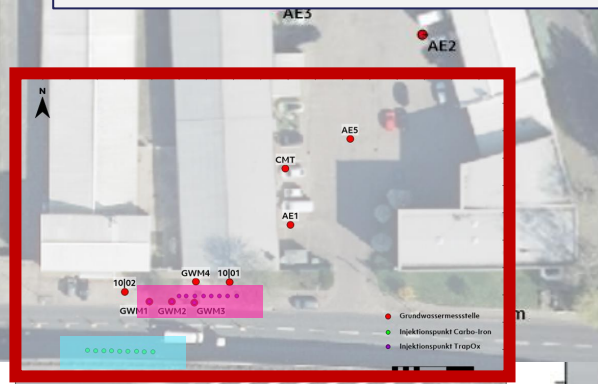 AE3
AE2
N
AE5
CMT
AE1
GWM4 10|01
10|02
GWM1 GWM2 GWM3
m
Grundwassermessstelle
Injektionspunkt Carbo-Iron
Injektionspunkt TrapOx